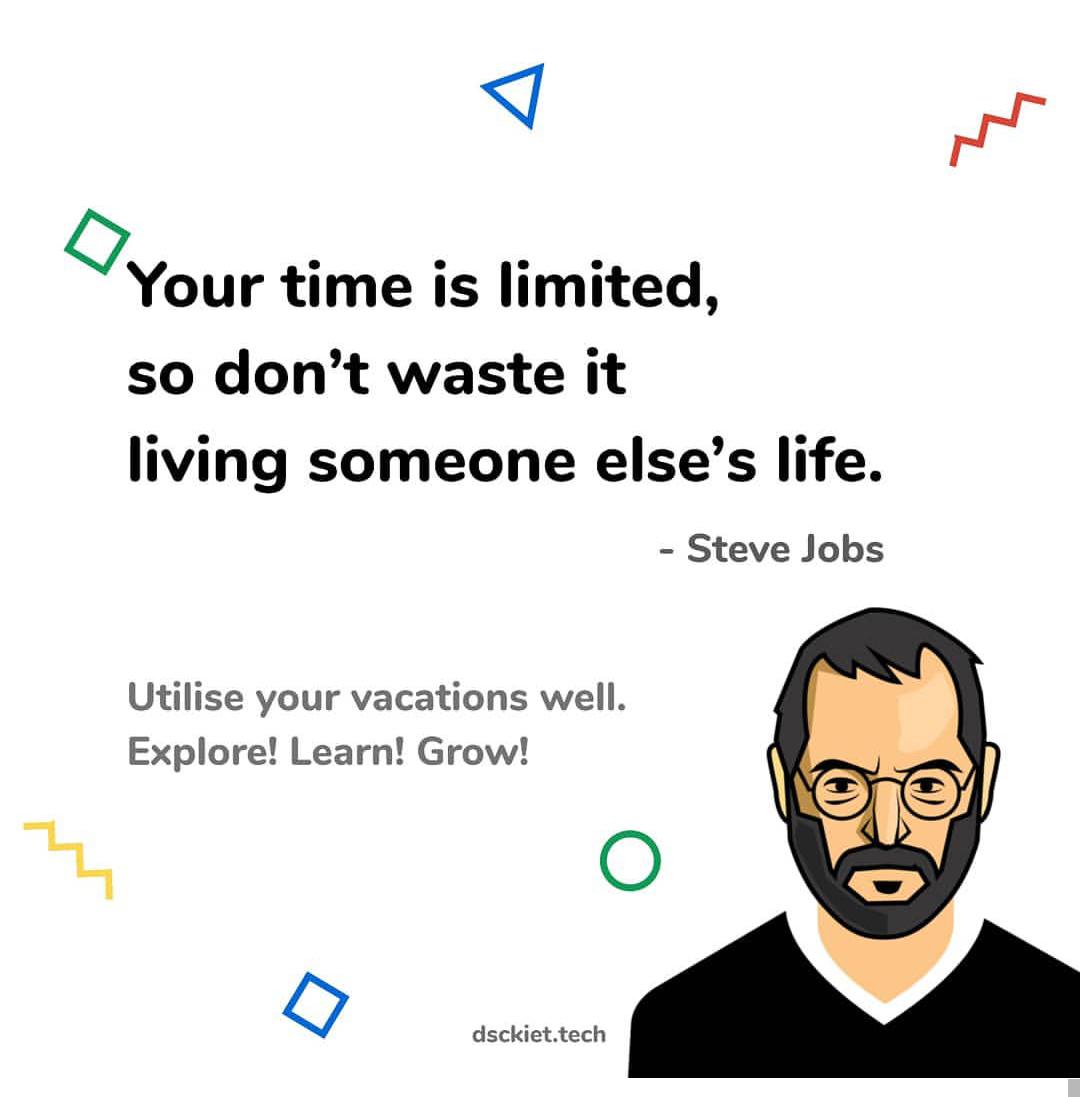 Your time is limited,
so don’t waste it
living someone else’s life.
- Steve Jobs
Utilise your vacations well.
Explore! Learn! Grow!
dsckiet.tech